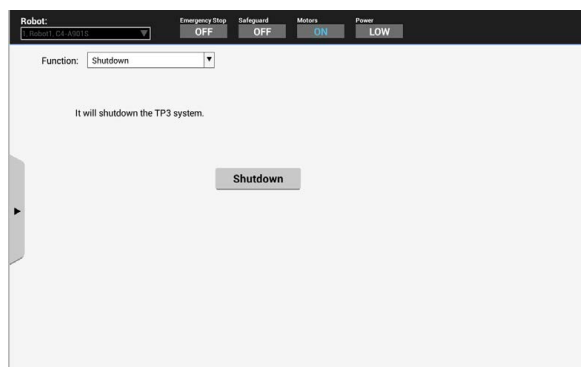 Robot:
1. Robot1, C4-A901S
Emergency Stop
OFF
Safeguard
OFF
Motors
ON
Power
LOW
Function:
Shutdown
It will shutdown the TP3 system.
Shutdown